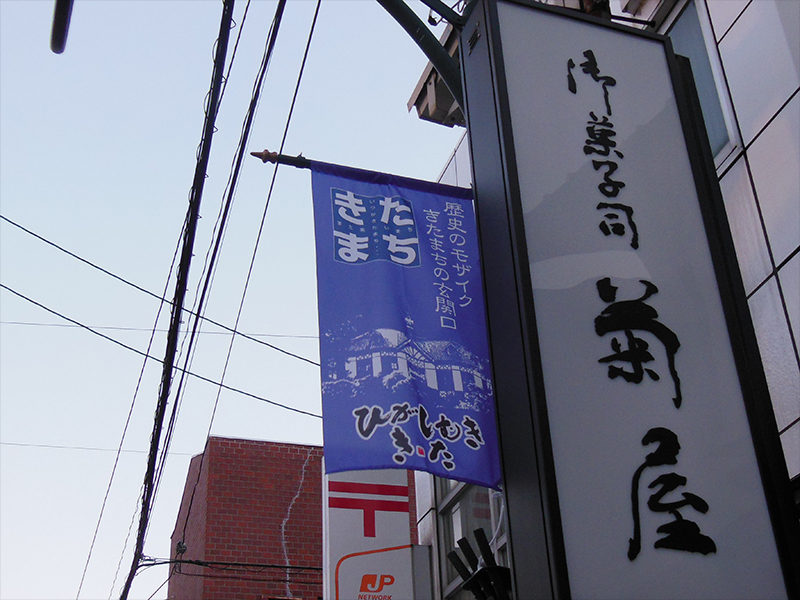 御菓子司 菊屋
きたまち
歴史のモザイク
きたまちの玄関口
ひがしむき
きた
〒
JP
NETWORK